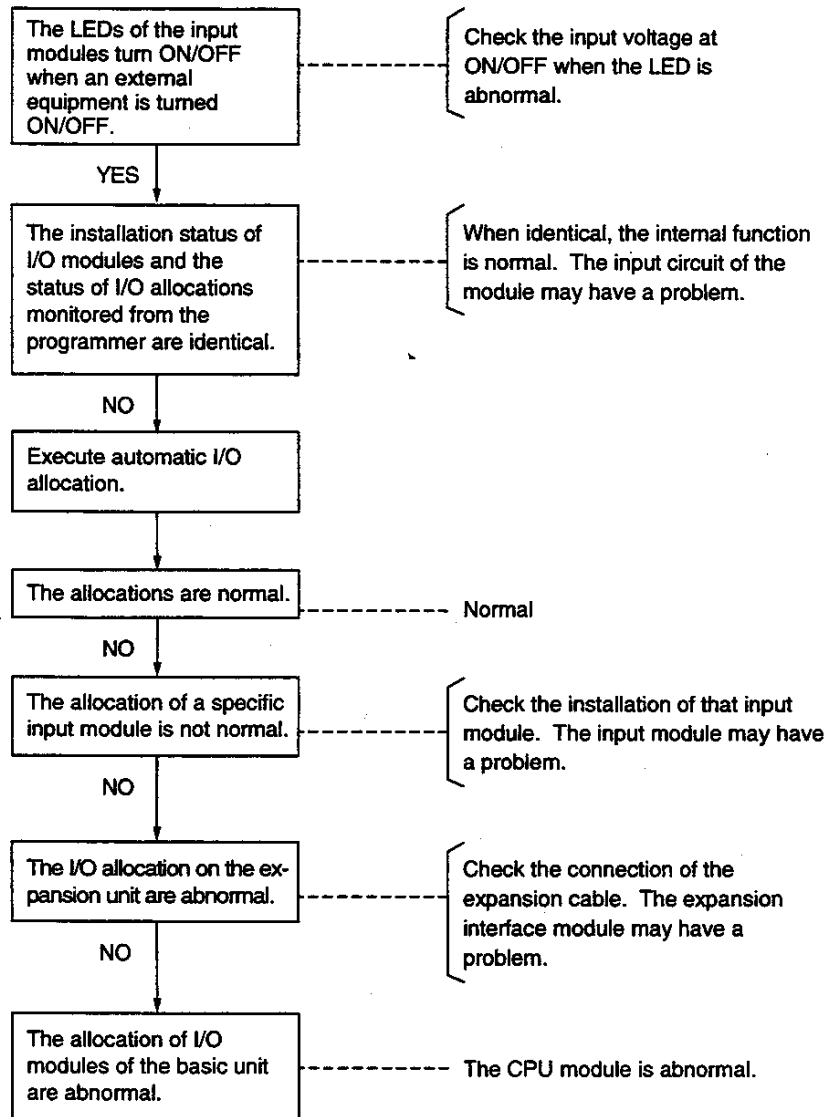 The LEDs of the input
modules turn ON/OFF
when an external
equipment is turned
ON/OFF.
Check the input voltage at
ON/OFF when the LED is
abnormal.
YES
The installation status of
I/O modules and the
status of I/O allocations
monitored from the
programmer are identical.
When identical, the internal function
is normal. The input circuit of the
module may have a problem.
NO
Execute automatic I/O
allocation.
The allocations are normal.
Normal
NO
The allocation of a specific
input module is not normal.
Check the installation of that input
module. The input module may have
a problem.
NO
The I/O allocation on the ex-
pansion unit are abnormal.
Check the connection of the
expansion cable. The expansion
interface module may have a
problem.
NO
The allocation of I/O
modules of the basic unit
are abnormal.
The CPU module is abnormal.